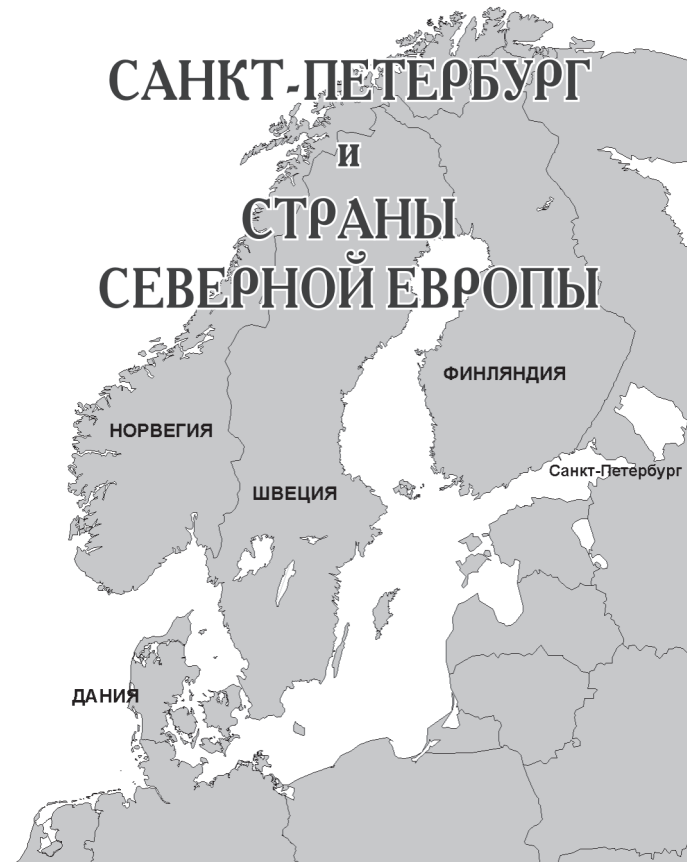 САНКТ-ПЕТЕРБУРГ
и
СТРАНЫ
СЕВЕРНОЙ ЕВРОПЫ
ФИНЛЯНДИЯ
НОРВЕГИЯ
Санкт-Петербург
ШВЕЦИЯ
ДАНИЯ